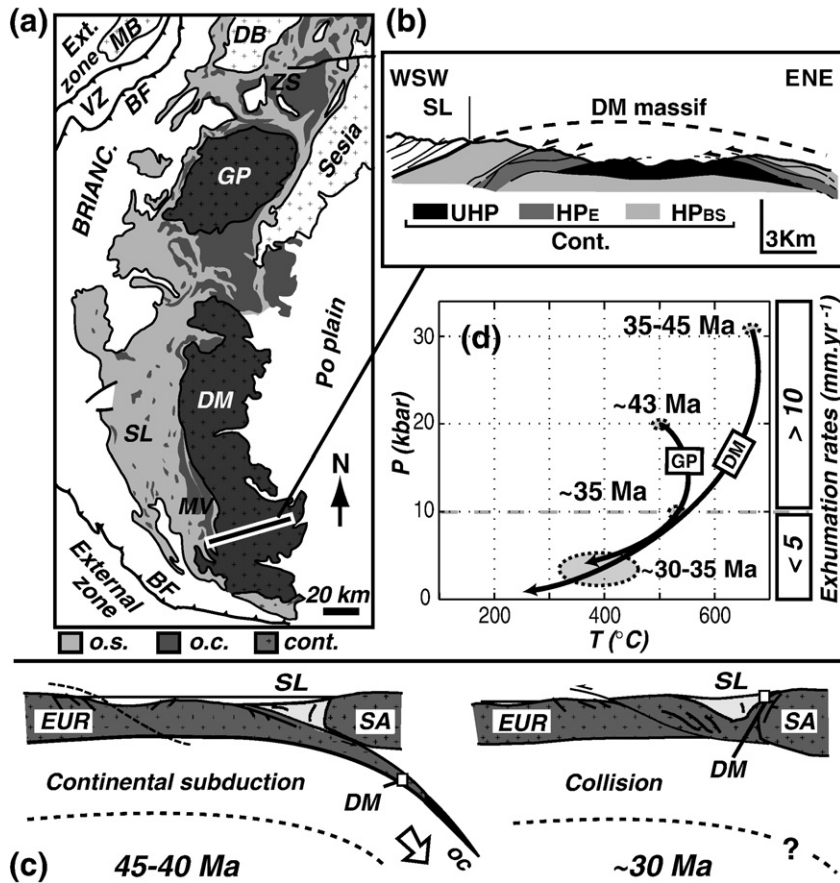 (a)
Ext. zone
MB
VZ
BF
DB
ZS
BRIANC.
GP
Sesia
Po plain
DM
SL
MV
N
External zone
BF
20 km
o.s. o.c. cont.
(b)
WSW ENE
SL
DM massif
UHP HPE HPBS
Cont.
3Km
(d)
P (kbar)
30
20
10
0
200 400 600
T (°C)
35-45 Ma
~43 Ma
GP
DM
~35 Ma
~30-35 Ma
> 10
< 5
Exhumation rates (mm.yr -1)
SL
EUR SA
Continental subduction
DM
oc
(c)
45-40 Ma
SL
EUR SA
DM
Collision
?
~30 Ma